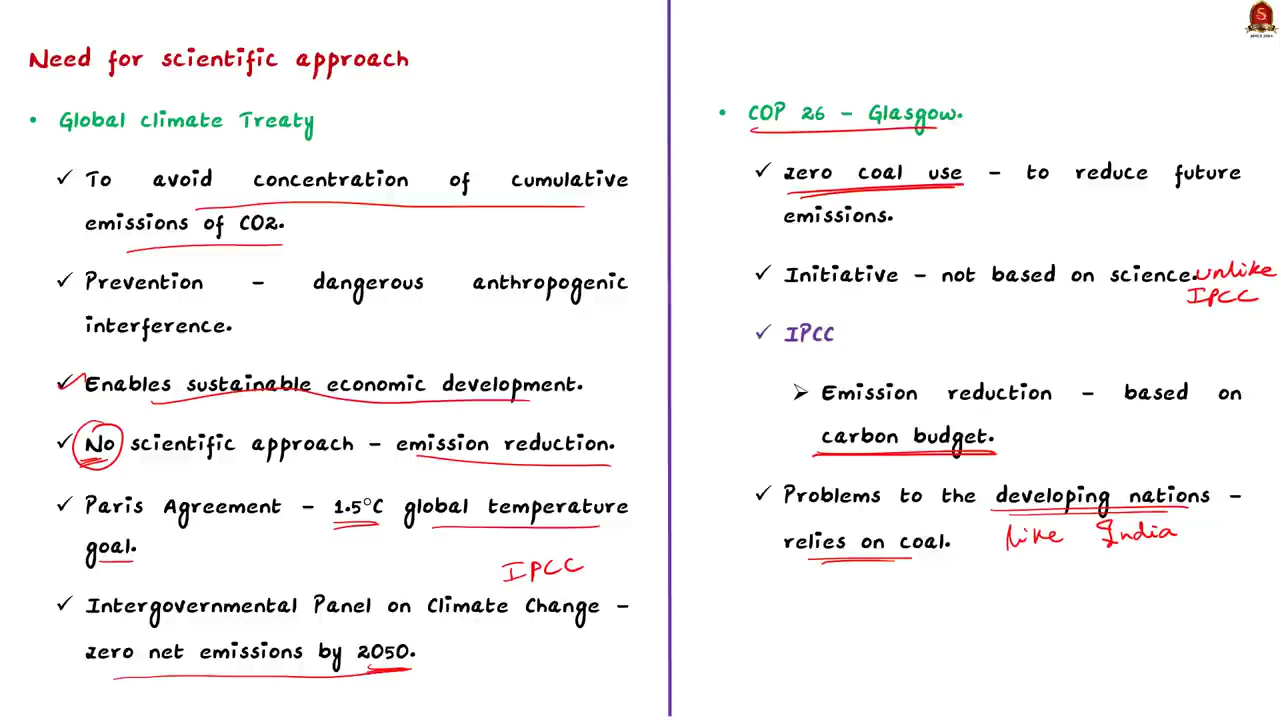 Need for scientific approach
• Global Climate Treaty
✓ To avoid concentration of cumulative
emissions of CO2.
✓ Prevention - dangerous anthropogenic
interference.
✓ Enables sustainable economic development.
✓ No scientific approach - emission reduction.
✓ Paris Agreement - 1.5°C global temperature
goal.
IPCC
✓ Intergovernmental Panel on Climate Change -
zero net emissions by 2050.
• COP 26 - Glasgow.
✓ zero coal use - to reduce future
emissions.
✓ Initiative - not based on science. unlike
IPCC
✓ IPCC
➢ Emission reduction - based on
carbon budget.
✓ Problems to the developing nations -
relies on coal.
like India
S